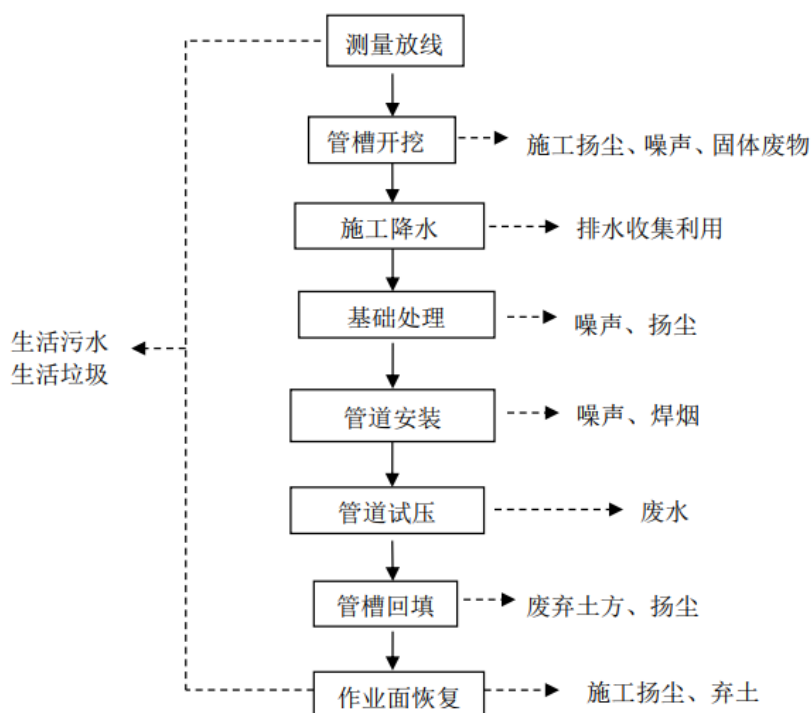 测量放线
管槽开挖
施工扬尘、噪声、固体废物
施工降水
排水收集利用
基础处理
噪声、扬尘
生活污水
生活垃圾
管道安装
噪声、焊烟
管道试压
废水
管槽回填
废弃土方、扬尘
作业面恢复
施工扬尘、弃土